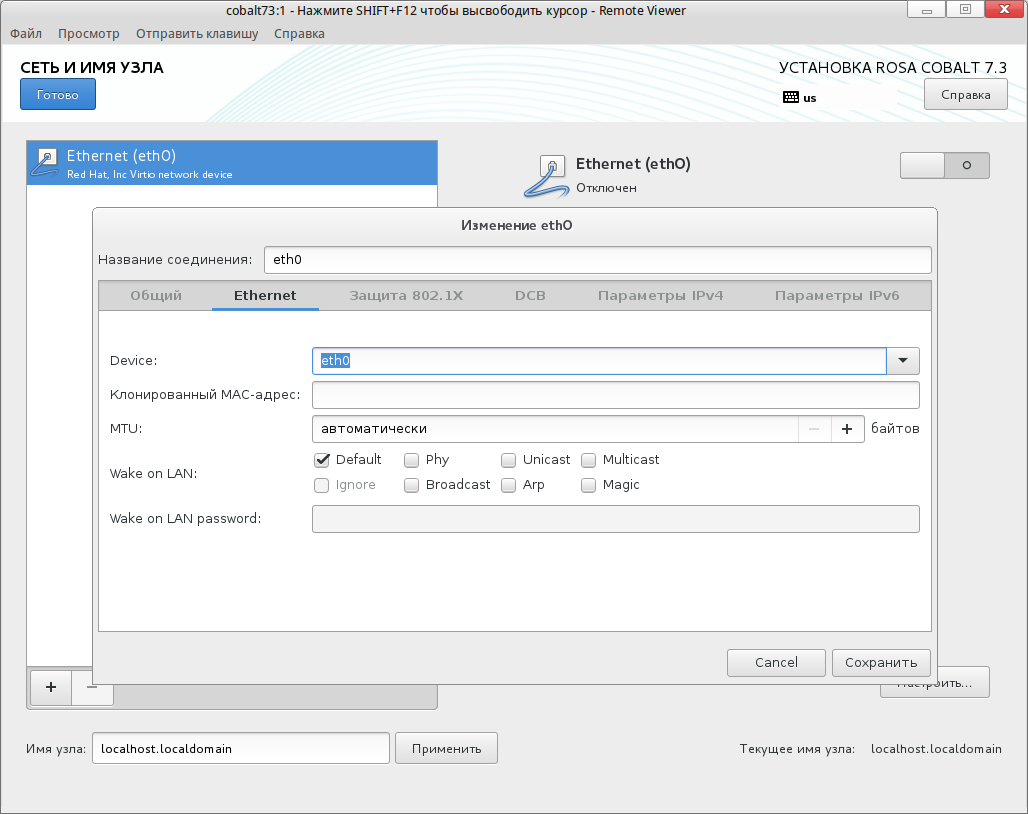 cobalt73:1 - Нажмите SHIFT+F12 чтобы высвободить курсор - Remote Viewer
Файл Просмотр Отправить клавишу Справка
СЕТЬ И ИМЯ УЗЛА
УСТАНОВКА ROSA COBALT 7.3
Готово
us
Справка
Ethernet (eth0)
Red Hat, Inc Virtio network device
Ethernet (eth0)
Отключен
Изменение eth0
Название соединения: eth0
Общий Ethernet Защита 802.1X DCB Параметры IPv4 Параметры IPv6
Device: eth0
Клонированный MAC-адрес:
MTU: автоматически − + байтов
Wake on LAN:
Default Phy Unicast Multicast
Ignore Broadcast Arp Magic
Wake on LAN password:
Cancel Сохранить
+ −
Настроить...
Имя узла: localhost.localdomain Применить
Текущее имя узла: localhost.localdomain